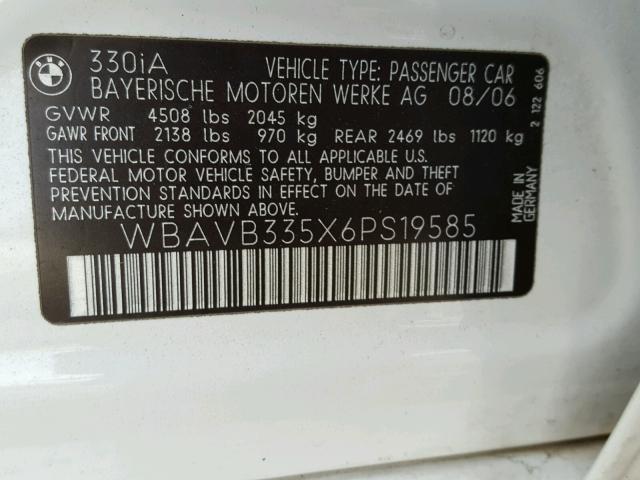 BMW
330iA VEHICLE TYPE: PASSENGER CAR
BAYERISCHE MOTOREN WERKE AG 08/06
GVWR 4508 lbs 2045 kg
GAWR FRONT 2138 lbs 970 kg REAR 2469 lbs 1120 kg
THIS VEHICLE CONFORMS TO ALL APPLICABLE U.S.
FEDERAL MOTOR VEHICLE SAFETY, BUMPER AND THEFT
PREVENTION STANDARDS IN EFFECT ON THE DATE OF
MANUFACTURE SHOWN ABOVE.
WBAVB335X6PS19585
2 122 606
MADE IN
GERMANY